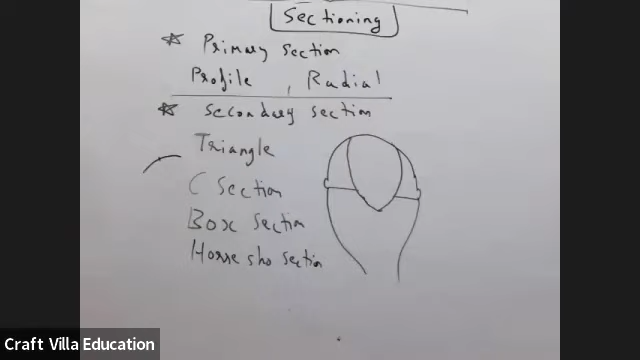 Sectioning
Primary section
Profile , Radial
Secondary section
Triangle
C section
Box section
Horse sho section
Craft Villa Education